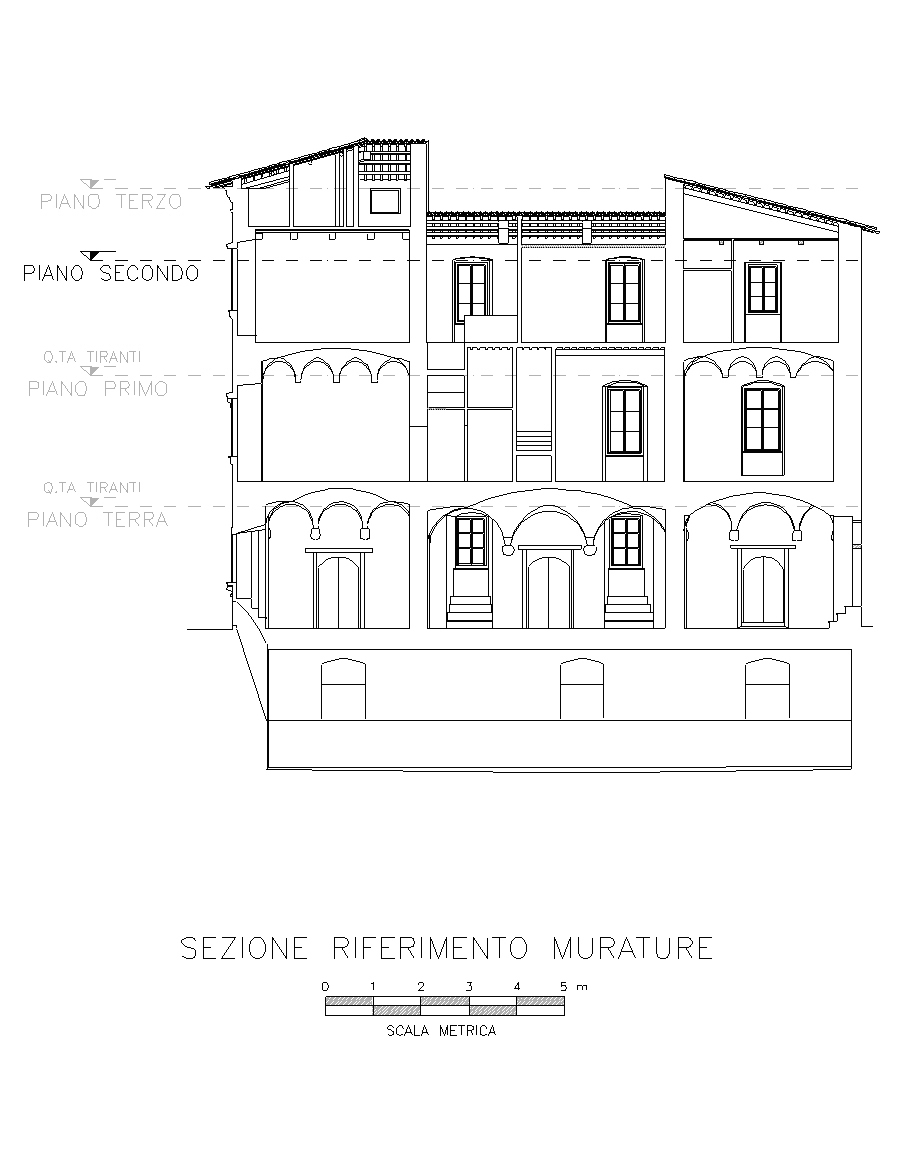 PIANO TERZO
PIANO SECONDO
Q.TA TIRANTI
PIANO PRIMO
Q.TA TIRANTI
PIANO TERRA
SEZIONE RIFERIMENTO MURATURE
0 1 2 3 4 5 m
SCALA METRICA